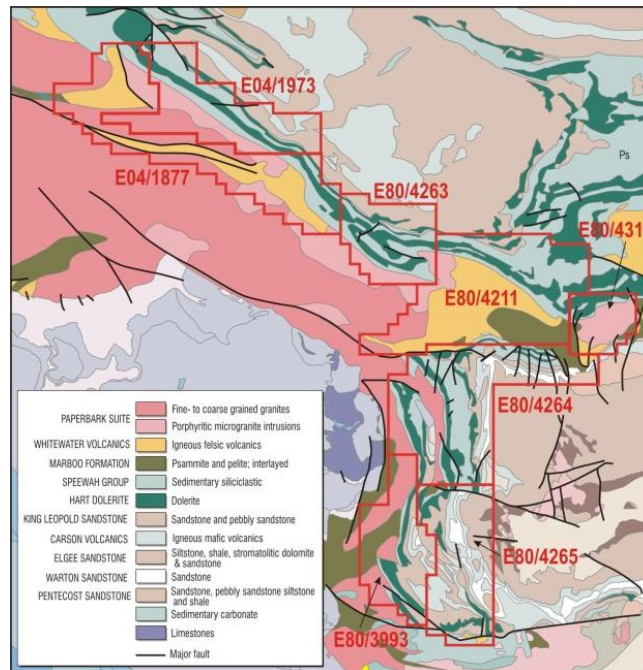 E04/1973
Ps
E04/1877
E80/4263
E80/431
E80/4211
E80/4264
E80/4265
E80/3993
PAPERBARK SUITE Fine- to coarse grained granites
Porphyritic microgranite intrusions
WHITEWATER VOLCANICS Igneous felsic volcanics
MARBOO FORMATION Psammite and pelite; interlayed
SPEEWAH GROUP Sedimentary siliciclastic
HART DOLERITE Dolerite
KING LEOPOLD SANDSTONE Sandstone and pebbly sandstone
CARSON VOLCANICS Igneous mafic volcanics
ELGEE SANDSTONE Siltstone, shale, stromatolitic dolomite
& sandstone
WARTON SANDSTONE Sandstone
PENTECOST SANDSTONE Sandstone, pebbly sandstone siltstone
and shale
Sedimentary carbonate
Limestones
Major fault